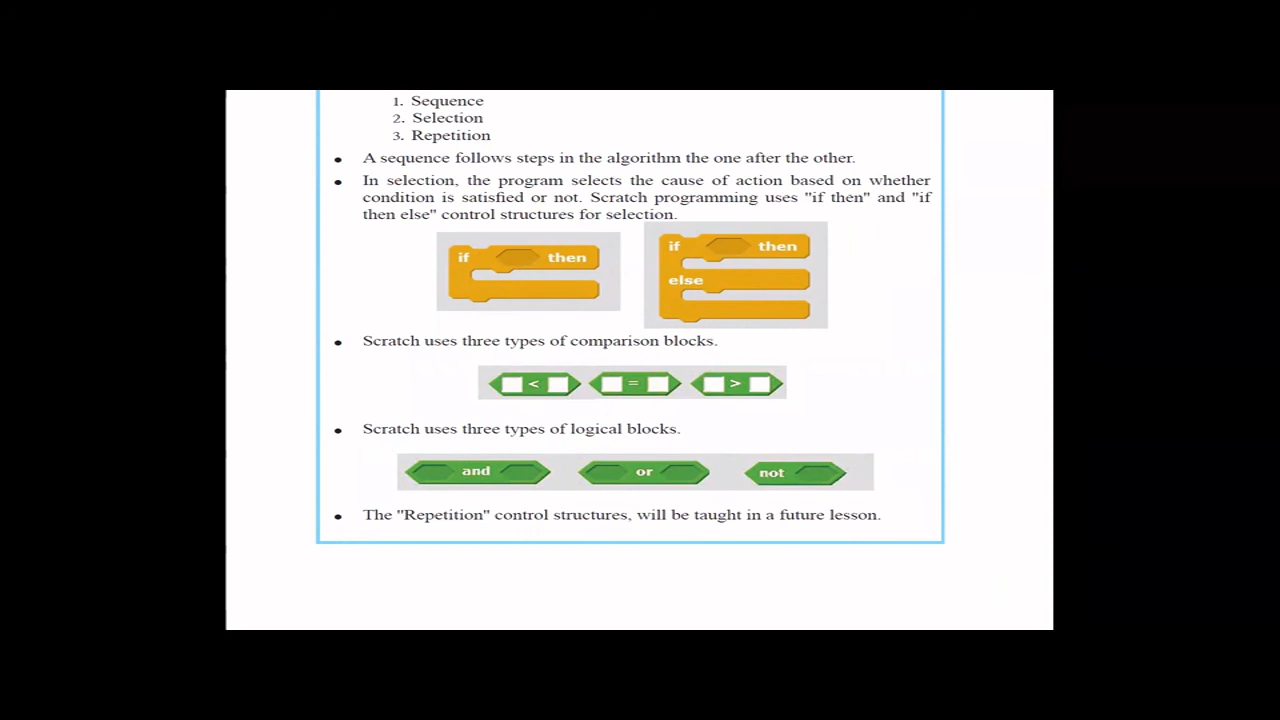 1. Sequence
2. Selection
3. Repetition
• A sequence follows steps in the algorithm the one after the other.
• In selection, the program selects the cause of action based on whether
condition is satisfied or not. Scratch programming uses "if then" and "if
then else" control structures for selection.
if then
if then
else
• Scratch uses three types of comparison blocks.
< = >
• Scratch uses three types of logical blocks.
and or not
• The "Repetition" control structures, will be taught in a future lesson.